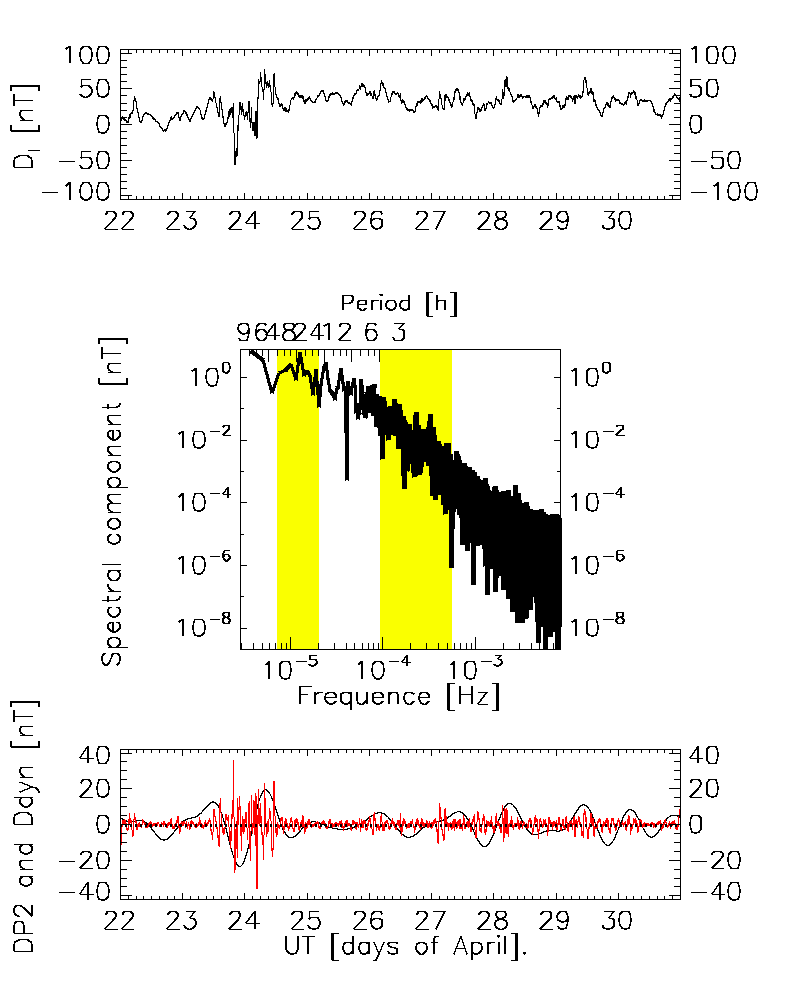 100 100
50 50
0 0
−50 −50
−100 −100
D_I [nT]
22 23 24 25 26 27 28 29 30
Period [h]
96 48 24 12 6 3
10^0 10^0
10^−2 10^−2
10^−4 10^−4
10^−6 10^−6
10^−8 10^−8
Spectral component [nT]
10^−5 10^−4 10^−3
Frequence [Hz]
40 40
20 20
0 0
−20 −20
−40 −40
DP2 and Ddyn [nT]
22 23 24 25 26 27 28 29 30
UT [days of April].